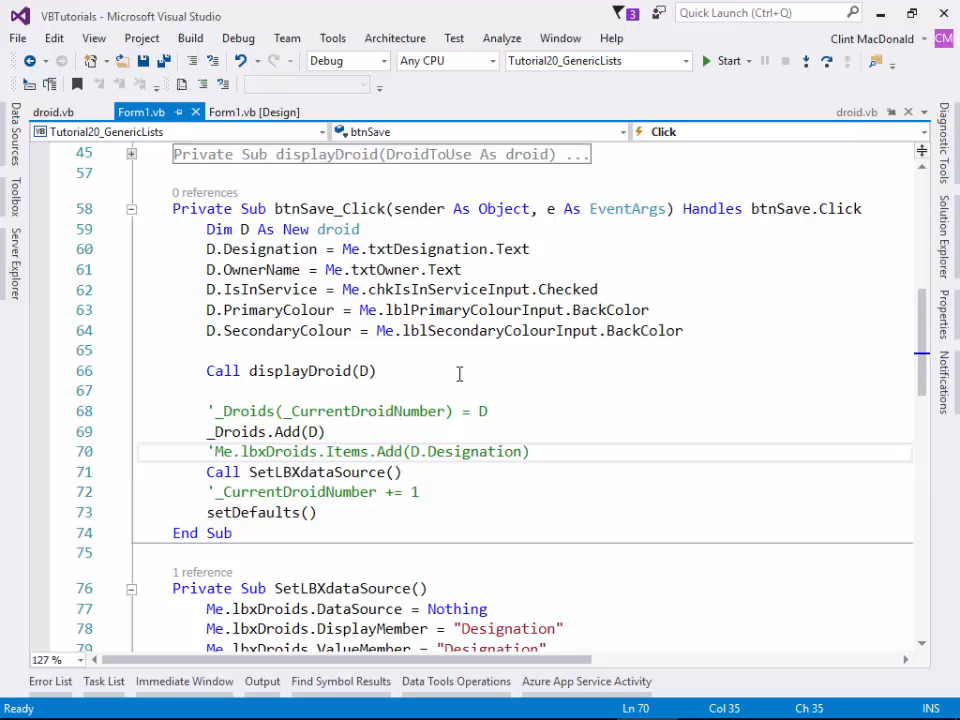 VBTutorials - Microsoft Visual Studio
3
Quick Launch (Ctrl+Q)
File Edit View Project Build Debug Team Tools Architecture Test Analyze Window Help
Clint MacDonald CM
Debug Any CPU Tutorial20_GenericLists Start
droid.vb Form1.vb Form1.vb [Design] droid.vb
VB Tutorial20_GenericLists btnSave Click
Data Sources
Toolbox
Server Explorer
45 Private Sub displayDroid(DroidToUse As droid) ...
57
0 references
58 Private Sub btnSave_Click(sender As Object, e As EventArgs) Handles btnSave.Click
59 Dim D As New droid
60 D.Designation = Me.txtDesignation.Text
61 D.OwnerName = Me.txtOwner.Text
62 D.IsInService = Me.chkIsInServiceInput.Checked
63 D.PrimaryColour = Me.lblPrimaryColourInput.BackColor
64 D.SecondaryColour = Me.lblSecondaryColourInput.BackColor
65
66 Call displayDroid(D)
67
68 '_Droids(_CurrentDroidNumber) = D
69 _Droids.Add(D)
70 'Me.lbxDroids.Items.Add(D.Designation)
71 Call SetLBXdataSource()
72 '_CurrentDroidNumber += 1
73 setDefaults()
74 End Sub
75
1 reference
76 Private Sub SetLBXdataSource()
77 Me.lbxDroids.DataSource = Nothing
78 Me.lbxDroids.DisplayMember = "Designation"
79 Me.lbxDroids.ValueMember = "Designation"
Diagnostic Tools
Solution Explorer
Properties
Notifications
127 %
Error List Task List Immediate Window Output Find Symbol Results Data Tools Operations Azure App Service Activity
Ready Ln 70 Col 35 Ch 35 INS